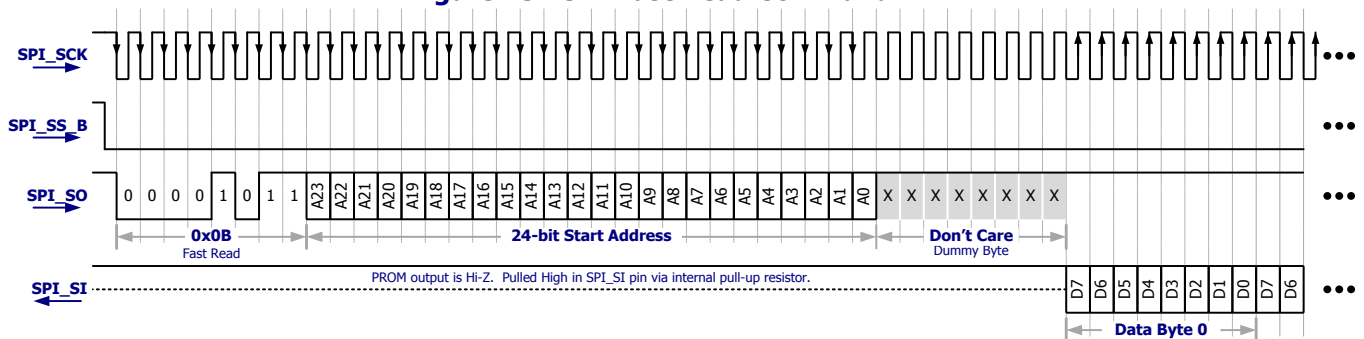 SPI_SCK
SPI_SS_B
SPI_SO 0 0 0 0 1 0 1 1 A23 A22 A21 A20 A19 A18 A17 A16 A15 A14 A13 A12 A11 A10 A9 A8 A7 A6 A5 A4 A3 A2 A1 A0 X X X X X X X X
0x0B 24-bit Start Address Don't Care
Fast Read Dummy Byte
PROM output is Hi-Z. Pulled High in SPI_SI pin via internal pull-up resistor.
SPI_SI D7 D6 D5 D4 D3 D2 D1 D0 D7 D6
Data Byte 0